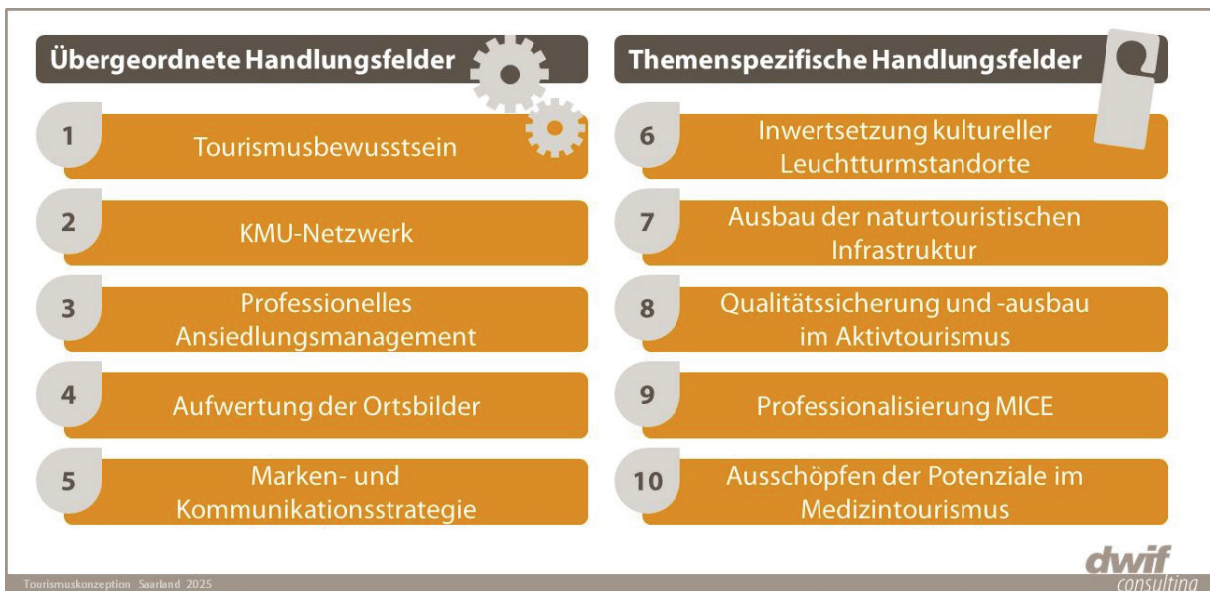 Übergeordnete Handlungsfelder
1
Tourismusbewusstsein
2
KMU-Netzwerk
3
Professionelles
Ansiedlungsmanagement
4
Aufwertung der Ortsbilder
5
Marken- und
Kommunikationsstrategie
Themenspezifische Handlungsfelder
6
Inwertsetzung kultureller
Leuchtturmstandorte
7
Ausbau der naturtouristischen
Infrastruktur
8
Qualitätssicherung und -ausbau
im Aktivtourismus
9
Professionalisierung MICE
10
Ausschöpfen der Potenziale im
Medizintourismus
Tourismuskonzeption Saarland 2025
dwif
consulting